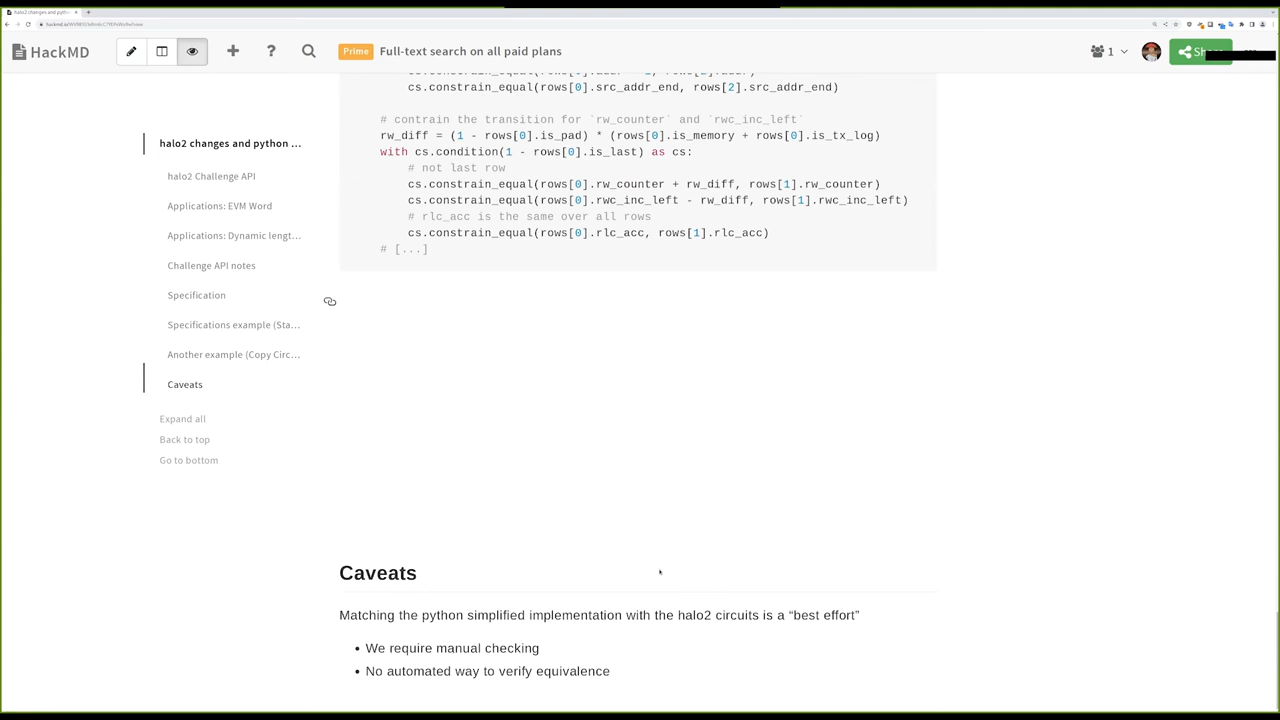 halo2 changes and pytho
HackMD
Prime Full-text search on all paid plans
1
halo2 changes and python ...
halo2 Challenge API
Applications: EVM Word
Applications: Dynamic lengt...
Challenge API notes
Specification
Specifications example (Sta...
Another example (Copy Circ...
Caveats
Expand all
Back to top
Go to bottom
cs.constrain_equal(rows[0].src_addr_end, rows[2].src_addr_end)
# contrain the transition for `rw_counter` and `rwc_inc_left`
rw_diff = (1 - rows[0].is_pad) * (rows[0].is_memory + rows[0].is_tx_log)
with cs.condition(1 - rows[0].is_last) as cs:
# not last row
cs.constrain_equal(rows[0].rw_counter + rw_diff, rows[1].rw_counter)
cs.constrain_equal(rows[0].rwc_inc_left - rw_diff, rows[1].rwc_inc_left)
# rlc_acc is the same over all rows
cs.constrain_equal(rows[0].rlc_acc, rows[1].rlc_acc)
# [...]
Caveats
Matching the python simplified implementation with the halo2 circuits is a “best effort”
• We require manual checking
• No automated way to verify equivalence